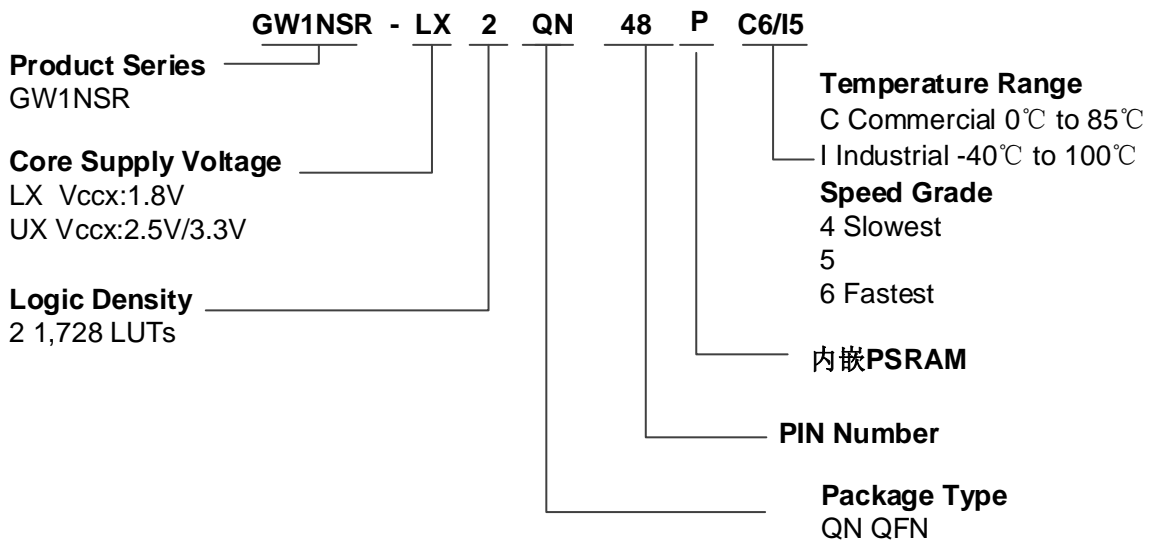 GW1NSR - LX 2 QN 48 P C6/I5
Product Series
GW1NSR
Core Supply Voltage
LX Vccx:1.8V
UX Vccx:2.5V/3.3V
Logic Density
2 1,728 LUTs
Temperature Range
C Commercial 0℃ to 85℃
I Industrial -40℃ to 100℃
Speed Grade
4 Slowest
5
6 Fastest
内嵌PSRAM
PIN Number
Package Type
QN QFN